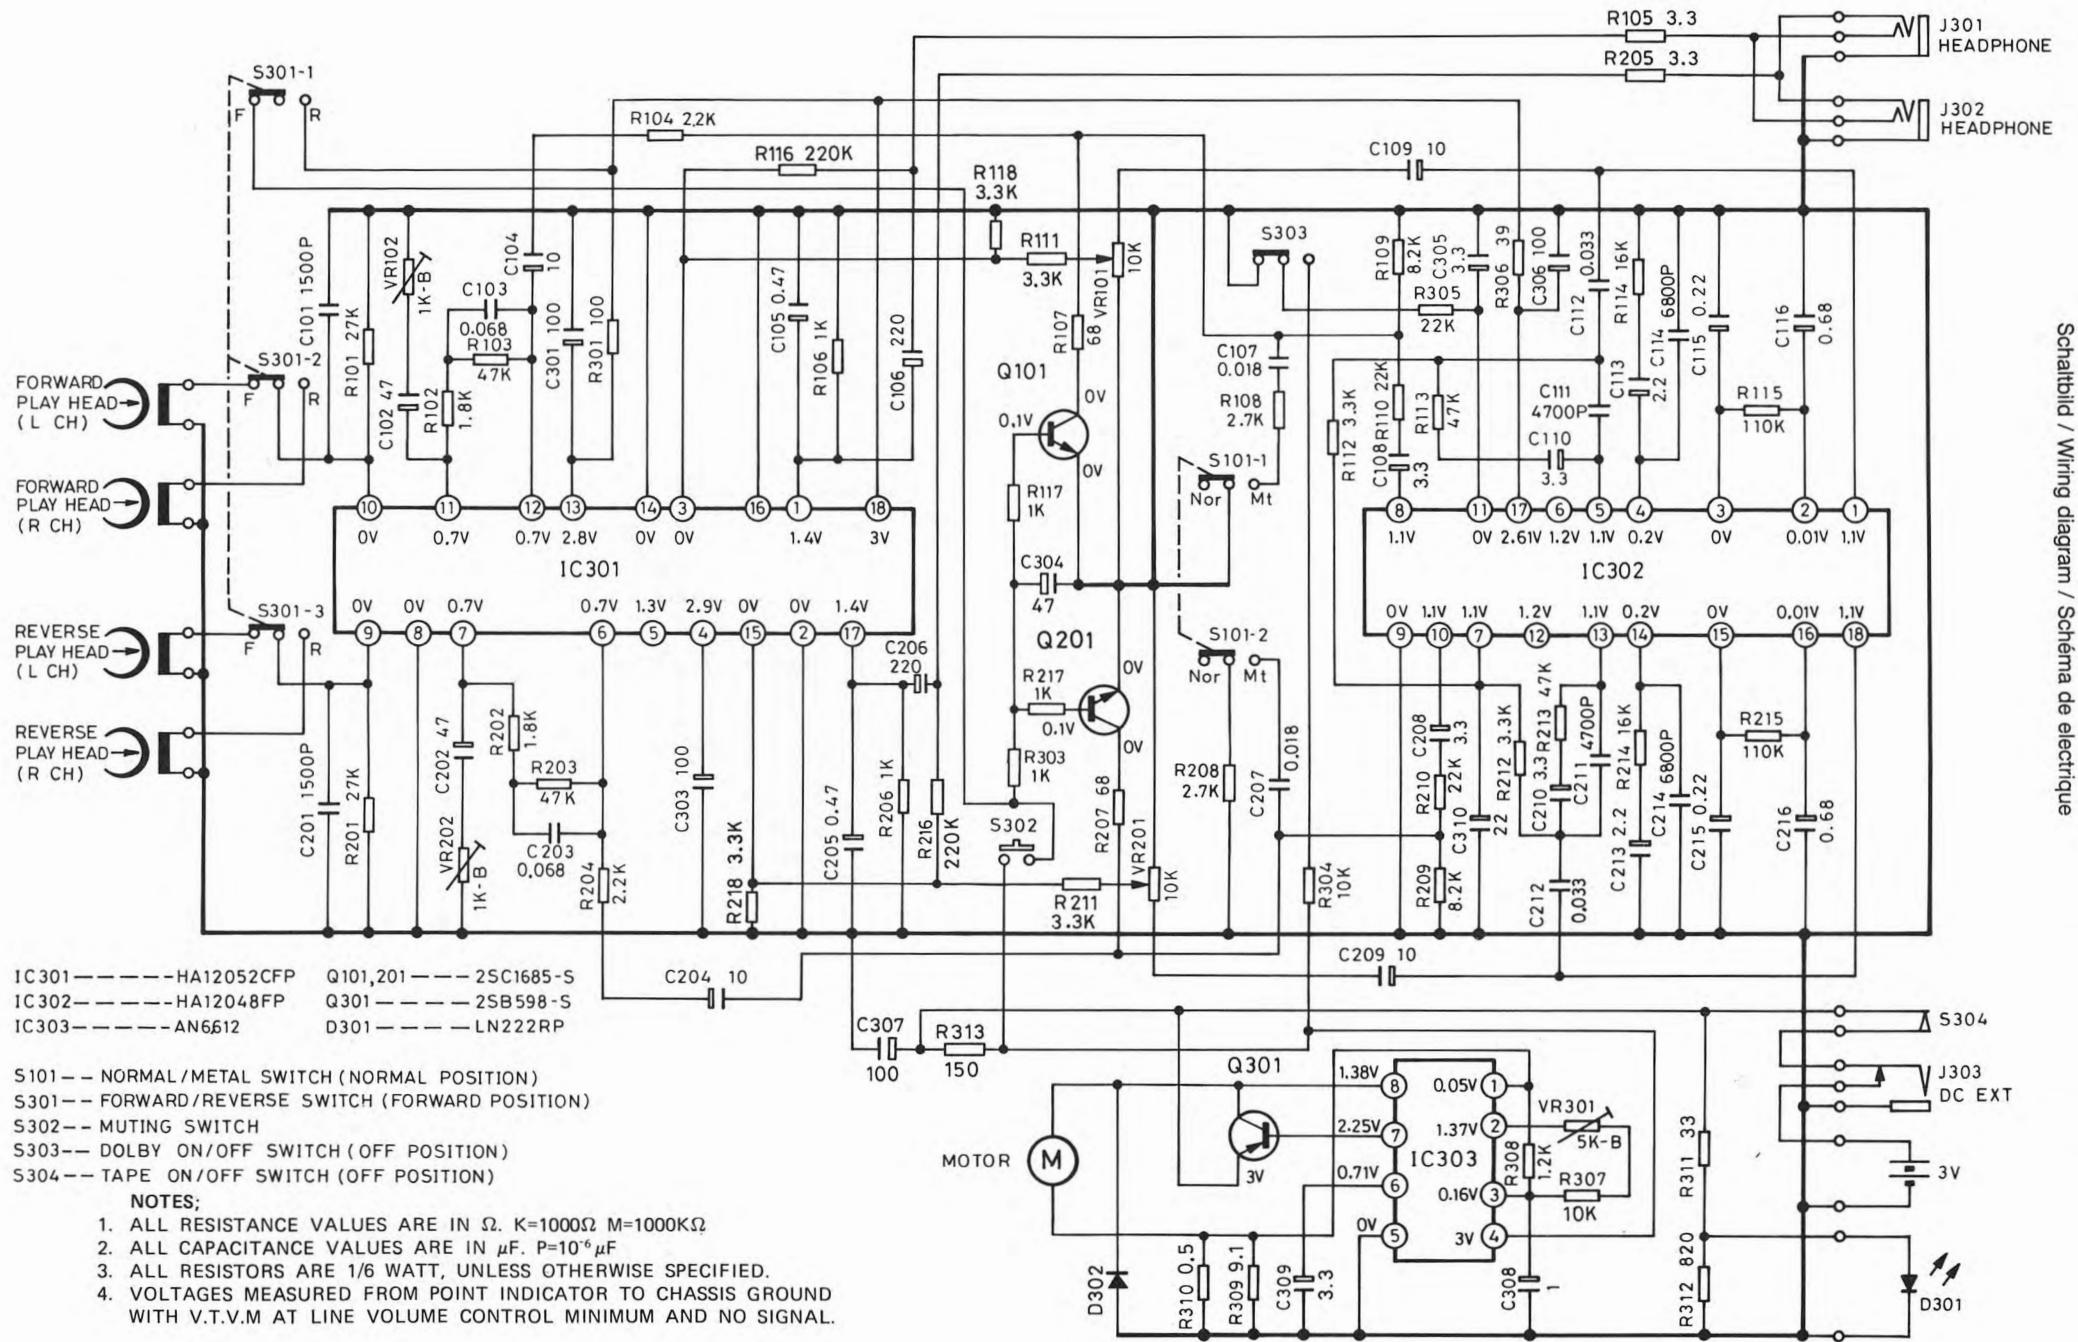 R105 3.3
J301
HEADPHONE
R205 3.3
S301-1
F
R
J302
HEADPHONE
R104 2,2K
R116 220K
C109 10
R118
3.3K
C101 1500P
R101 27K
VR102
1K-B
C102 47
C103
0.068
R103
47K
R102
1.8K
C104
10
C301 100
R301 100
C105 0.47
R106 1K
C106 220
R111
3.3K
VR101
10K
R107
68
S303
R109
8.2K
C305
3.3
R306 39
C306 100
C112
0.033
R114 16K
C114 6800P
C115 0.22
C116
0.68
R305
22K
S301-2
F
R
FORWARD
PLAY HEAD
( L CH)
C107
0.018
R108
2.7K
R112 3.3K
C108
3.3
R110 22K
R113
47K
C111
4700P
C110
3.3
C113
2.2
R115
110K
Q101
0,1V
0V
0V
FORWARD
PLAY HEAD
( R CH)
R117
1K
S101-1
Nor
Mt
10
11
12
13
14
3
16
1
18
0V
0.7V
0.7V
2.8V
0V
0V
1.4V
3V
IC301
8
11
17
6
5
4
3
2
1
1.1V
0V
2.61V
1.2V
1.1V
0.2V
0V
0.01V
1,1V
IC302
C304
47
0V
0V
0.7V
0.7V
1.3V
2.9V
0V
0V
1.4V
9
8
7
6
5
4
15
2
17
0V
1.1V
1.1V
1.2V
1.1V
0.2V
0V
0.01V
1.1V
9
10
7
12
13
14
15
16
18
S301-3
F
R
REVERSE
PLAY HEAD
( L CH)
C206
220
Q201
0V
R217
1K
0.1V
0V
S101-2
Nor
Mt
REVERSE
PLAY HEAD
(R CH)
C201 1500P
R201 27K
C202 47
VR202
1K-B
R202
1.8K
R203
47K
C203
0,068
R204
2.2K
C303 100
R218 3.3K
C205 0.47
R206 1K
R216
220K
R303
1K
S302
R207 68
VR201
10K
R211
3.3K
R208
2.7K
C207
0.018
R304
10K
C208
3.3
R210
22K
R209
8.2K
C310
22
R212 3.3K
R213 47K
C210 3.3
C211
4700P
C212
0,033
R214 16K
C213 2.2
C214 6800P
C215 0.22
R215
110K
C216
0.68
C204 10
C209 10
IC301-----HA12052CFP
IC302-----HA12048FP
IC303-----AN6612
Q101,201---2SC1685-S
Q301----2SB598-S
D301----LN222RP
S101-- NORMAL/METAL SWITCH (NORMAL POSITION)
S301-- FORWARD/REVERSE SWITCH (FORWARD POSITION)
S302-- MUTING SWITCH
S303-- DOLBY ON/OFF SWITCH (OFF POSITION)
S304-- TAPE ON/OFF SWITCH (OFF POSITION)
NOTES;
1. ALL RESISTANCE VALUES ARE IN Ω. K=1000Ω M=1000KΩ
2. ALL CAPACITANCE VALUES ARE IN μF. P=10⁻⁶ μF
3. ALL RESISTORS ARE 1/6 WATT, UNLESS OTHERWISE SPECIFIED.
4. VOLTAGES MEASURED FROM POINT INDICATOR TO CHASSIS GROUND
WITH V.T.V.M AT LINE VOLUME CONTROL MINIMUM AND NO SIGNAL.
C307
100
R313
150
S304
J303
DC EXT
Q301
3V
MOTOR
M
1.38V
8
0.05V
1
2.25V
7
1.37V
2
IC303
0.71V
6
0.16V
3
0V
5
3V
4
VR301
5K-B
R308
1.2K
R307
10K
R311 33
3V
D302
R310 0.5
R309 9.1
C309
3.3
C308
1
R312 820
D301
Schaltbild / Wiring diagram / Schéma de electrique